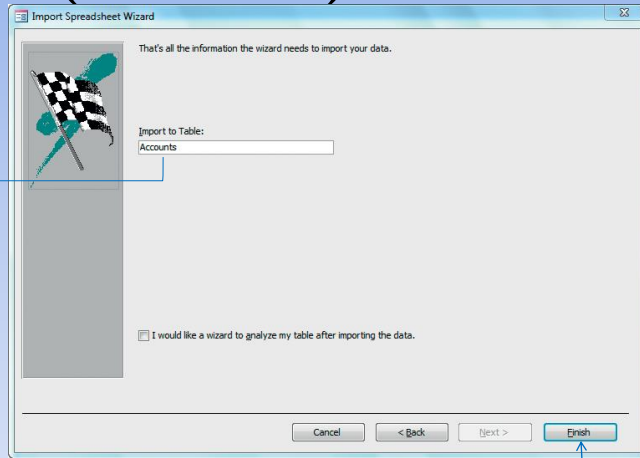 Import Spreadsheet Wizard
That's all the information the wizard needs to import your data.
Import to Table:
Accounts
I would like a wizard to analyze my table after importing the data.
Cancel
< Back
Next >
Finish